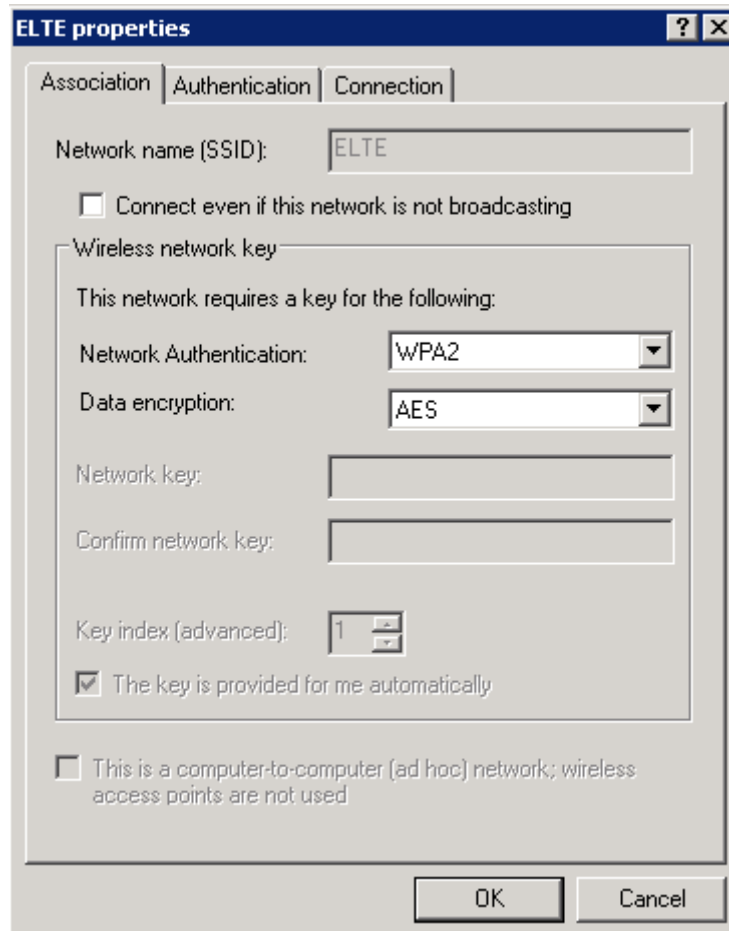 ELTE properties
Association Authentication Connection
Network name (SSID): ELTE
Connect even if this network is not broadcasting
Wireless network key
This network requires a key for the following:
Network Authentication: WPA2
Data encryption: AES
Network key:
Confirm network key:
Key index (advanced): 1
The key is provided for me automatically
This is a computer-to-computer (ad hoc) network; wireless
access points are not used
OK Cancel